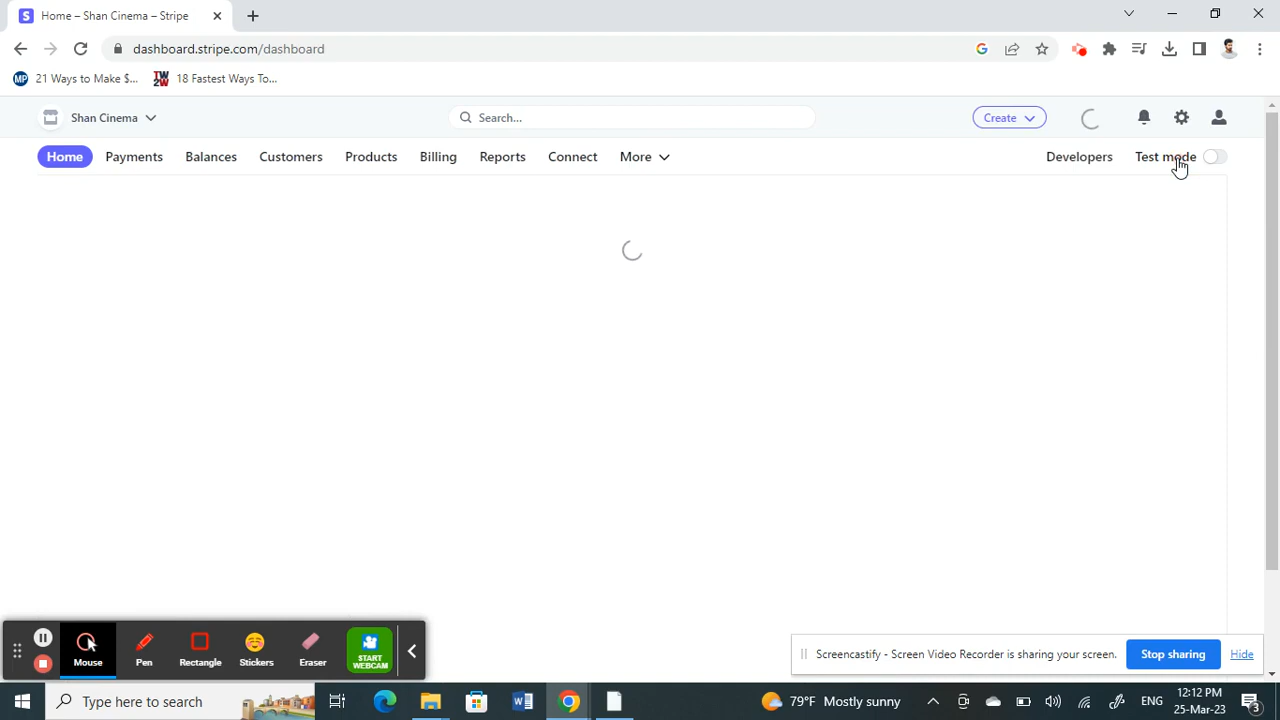 Home – Shan Cinema – Stripe
dashboard.stripe.com/dashboard
MP 21 Ways to Make $... TW2W 18 Fastest Ways To...
Shan Cinema Search... Create
Home Payments Balances Customers Products Billing Reports Connect More Developers Test mode
Mouse Pen Rectangle Stickers Eraser START WEBCAM
Screencastify - Screen Video Recorder is sharing your screen. Stop sharing Hide
Type here to search 79°F Mostly sunny ENG 12:12 PM
25-Mar-23 3